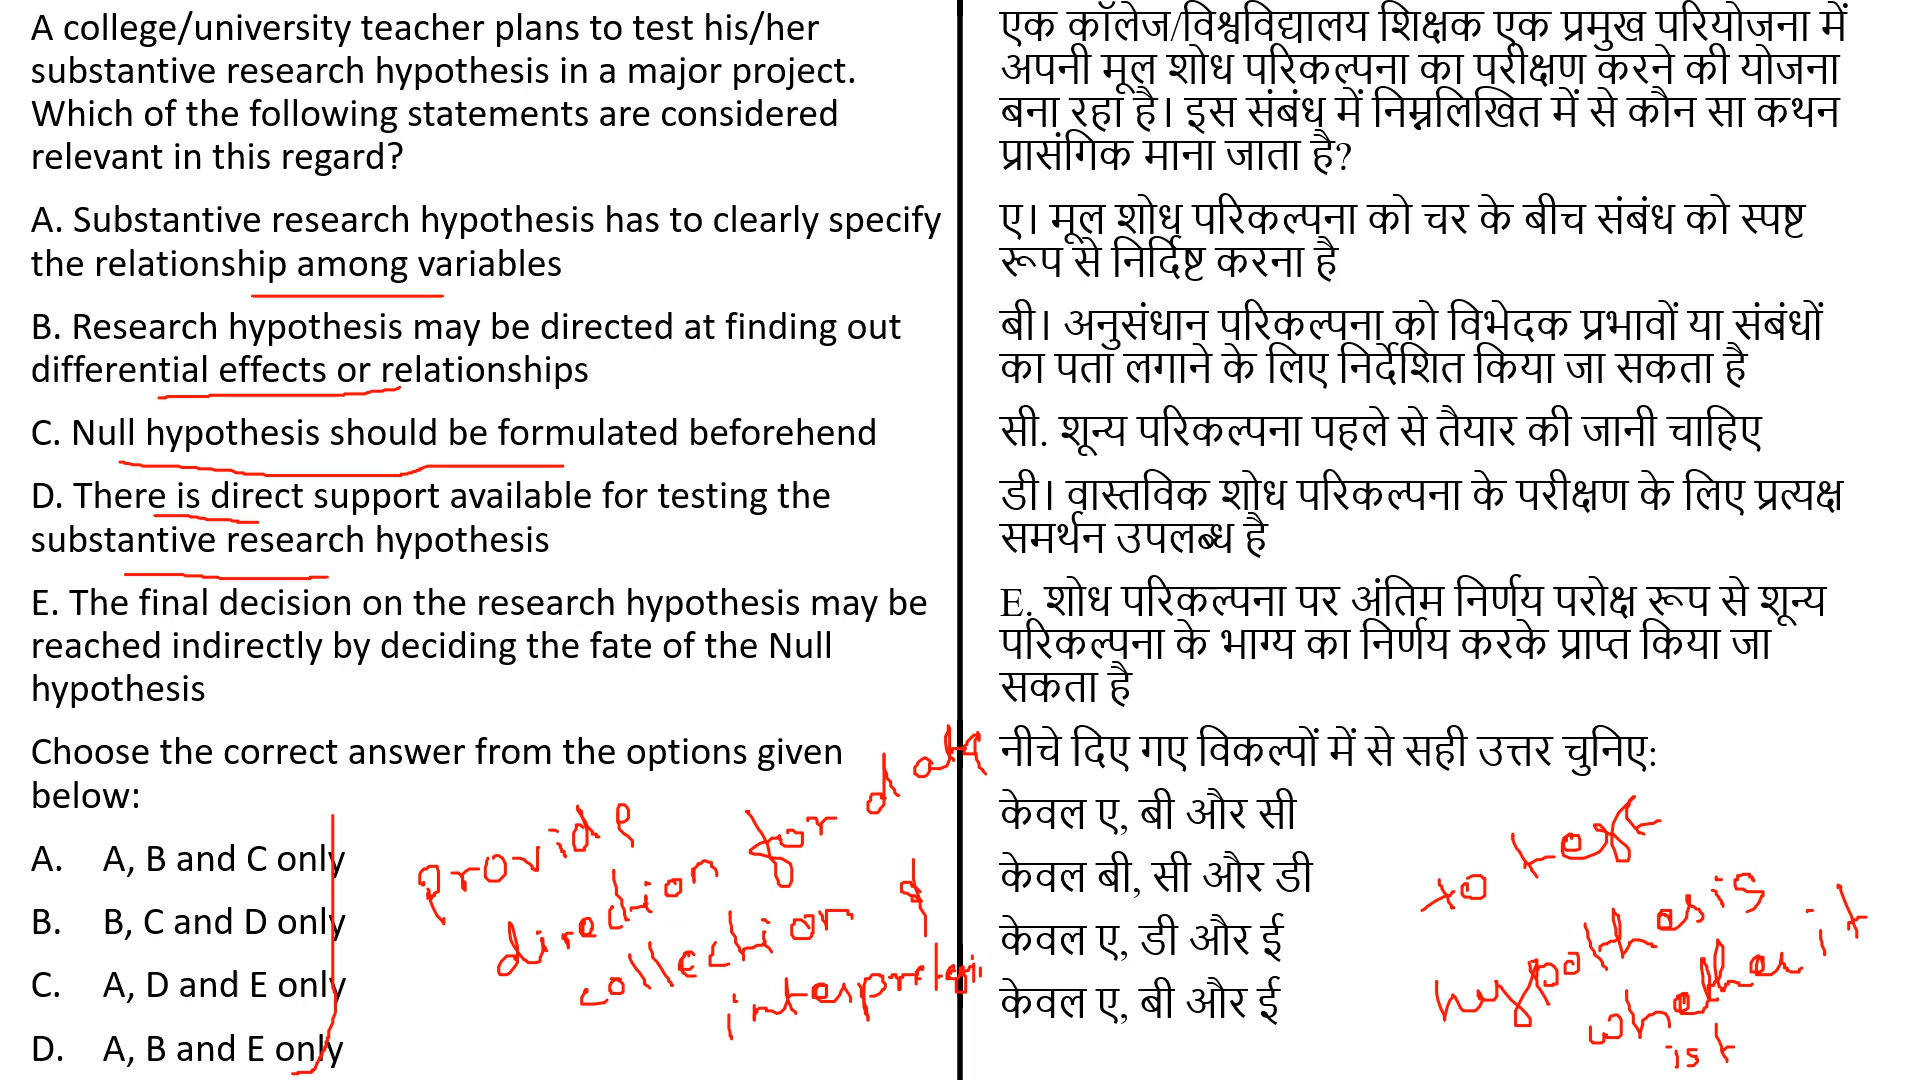 A college/university teacher plans to test his/her
substantive research hypothesis in a major project.
Which of the following statements are considered
relevant in this regard?
A. Substantive research hypothesis has to clearly specify
the relationship among variables
B. Research hypothesis may be directed at finding out
differential effects or relationships
C. Null hypothesis should be formulated beforehend
D. There is direct support available for testing the
substantive research hypothesis
E. The final decision on the research hypothesis may be
reached indirectly by deciding the fate of the Null
hypothesis
Choose the correct answer from the options given
below:
A. A, B and C only
B. B, C and D only
C. A, D and E only
D. A, B and E only
provide
direction for data
collection &
एक कॉलेज/विश्वविद्यालय शिक्षक एक प्रमुख परियोजना में
अपनी मूल शोध परिकल्पना का परीक्षण करने की योजना
बना रहा है। इस संबंध में निम्नलिखित में से कौन सा कथन
प्रासंगिक माना जाता है?
ए। मूल शोध परिकल्पना को चर के बीच संबंध को स्पष्ट
रूप से निर्दिष्ट करना है
बी। अनुसंधान परिकल्पना को विभेदक प्रभावों या संबंधों
का पता लगाने के लिए निर्देशित किया जा सकता है
सी. शून्य परिकल्पना पहले से तैयार की जानी चाहिए
डी। वास्तविक शोध परिकल्पना के परीक्षण के लिए प्रत्यक्ष
समर्थन उपलब्ध है
E. शोध परिकल्पना पर अंतिम निर्णय परोक्ष रूप से शून्य
परिकल्पना के भाग्य का निर्णय करके प्राप्त किया जा
सकता है
नीचे दिए गए विकल्पों में से सही उत्तर चुनिए:
केवल ए, बी और सी
केवल बी, सी और डी
केवल ए, डी और ई
केवल ए, बी और ई
to test
hypothesis
whether it